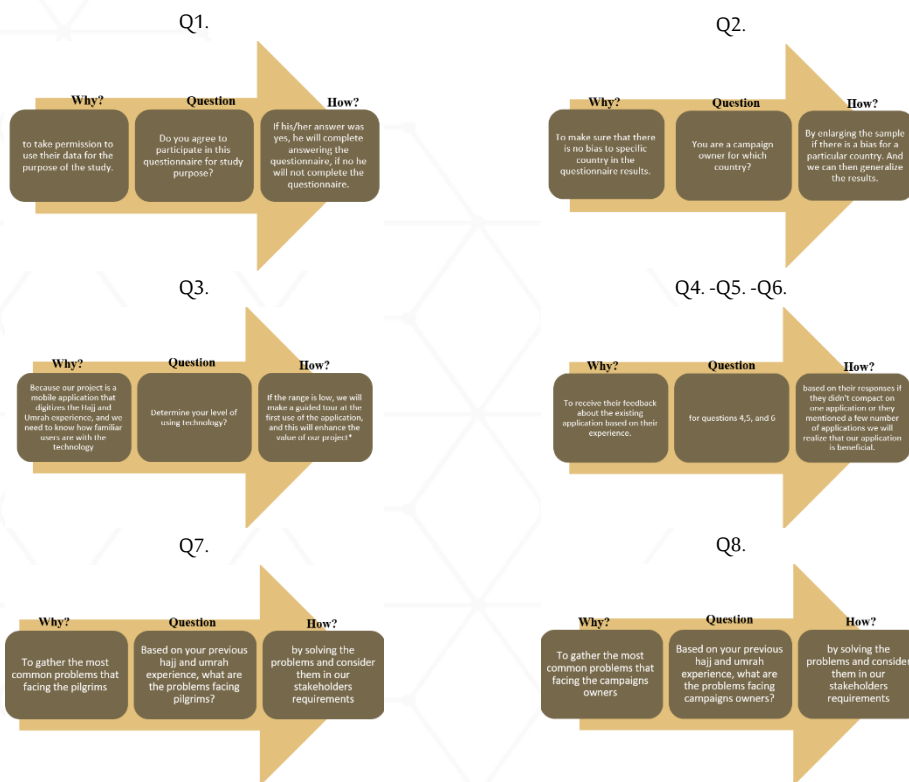 Q1.
Why?
Question
How?
to take permission to
use their data for the
purpose of the study.
Do you agree to
participate in this
questionnaire for study
purpose?
If his/her answer was
yes, he will complete
answering the
questionnaire, if no he
will not complete the
questionnaire.
Q2.
Why?
Question
How?
To make sure that there
is no bias to specific
country in the
questionnaire results.
You are a campaign
owner for which
country?
By enlarging the sample
if there is a bias for a
particular country. And
we can then generalize
the results.
Q3.
Why?
Question
How?
Because our project is a
mobile application that
digitizes the Hajj and
Umrah experience, and we
need to know how familiar
users are with the
technology
Determine your level of
using technology?
If the range is low, we will
make a guided tour at the
first use of the application,
and this will enhance the
value of our project*
Q4. -Q5. -Q6.
Why?
Question
How?
To receive their feedback
about the existing
application based on their
experience.
for questions 4,5, and 6
based on their responses if
they didn't compact on
one application or they
mentioned a few number
of applications we will
realize that our application
is beneficial.
Q7.
Why?
Question
How?
To gather the most
common problems that
facing the pilgrims
Based on your previous
hajj and umrah
experience, what are
the problems facing
pilgrims?
by solving the
problems and consider
them in our
stakeholders
requirements
Q8.
Why?
Question
How?
To gather the most
common problems that
facing the campaigns
owners
Based on your previous
hajj and umrah
experience, what are
the problems facing
campaigns owners?
by solving the
problems and consider
them in our
stakeholders
requirements